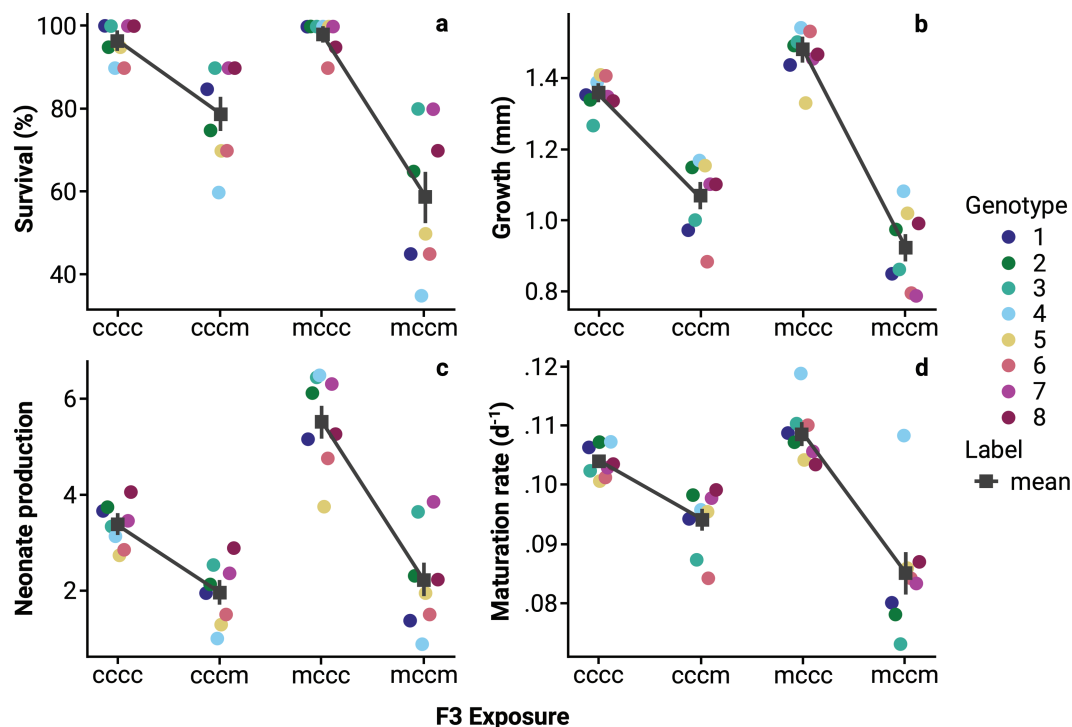 a
100
80
60
40
Survival (%)
cccc cccm mccc mccm
b
1.4
1.2
1.0
0.8
Growth (mm)
cccc cccm mccc mccm
c
6
4
2
Neonate production
cccc cccm mccc mccm
d
.12
.11
.10
.09
.08
Maturation rate (d⁻¹)
cccc cccm mccc mccm
F3 Exposure
Genotype
1
2
3
4
5
6
7
8
Label
mean